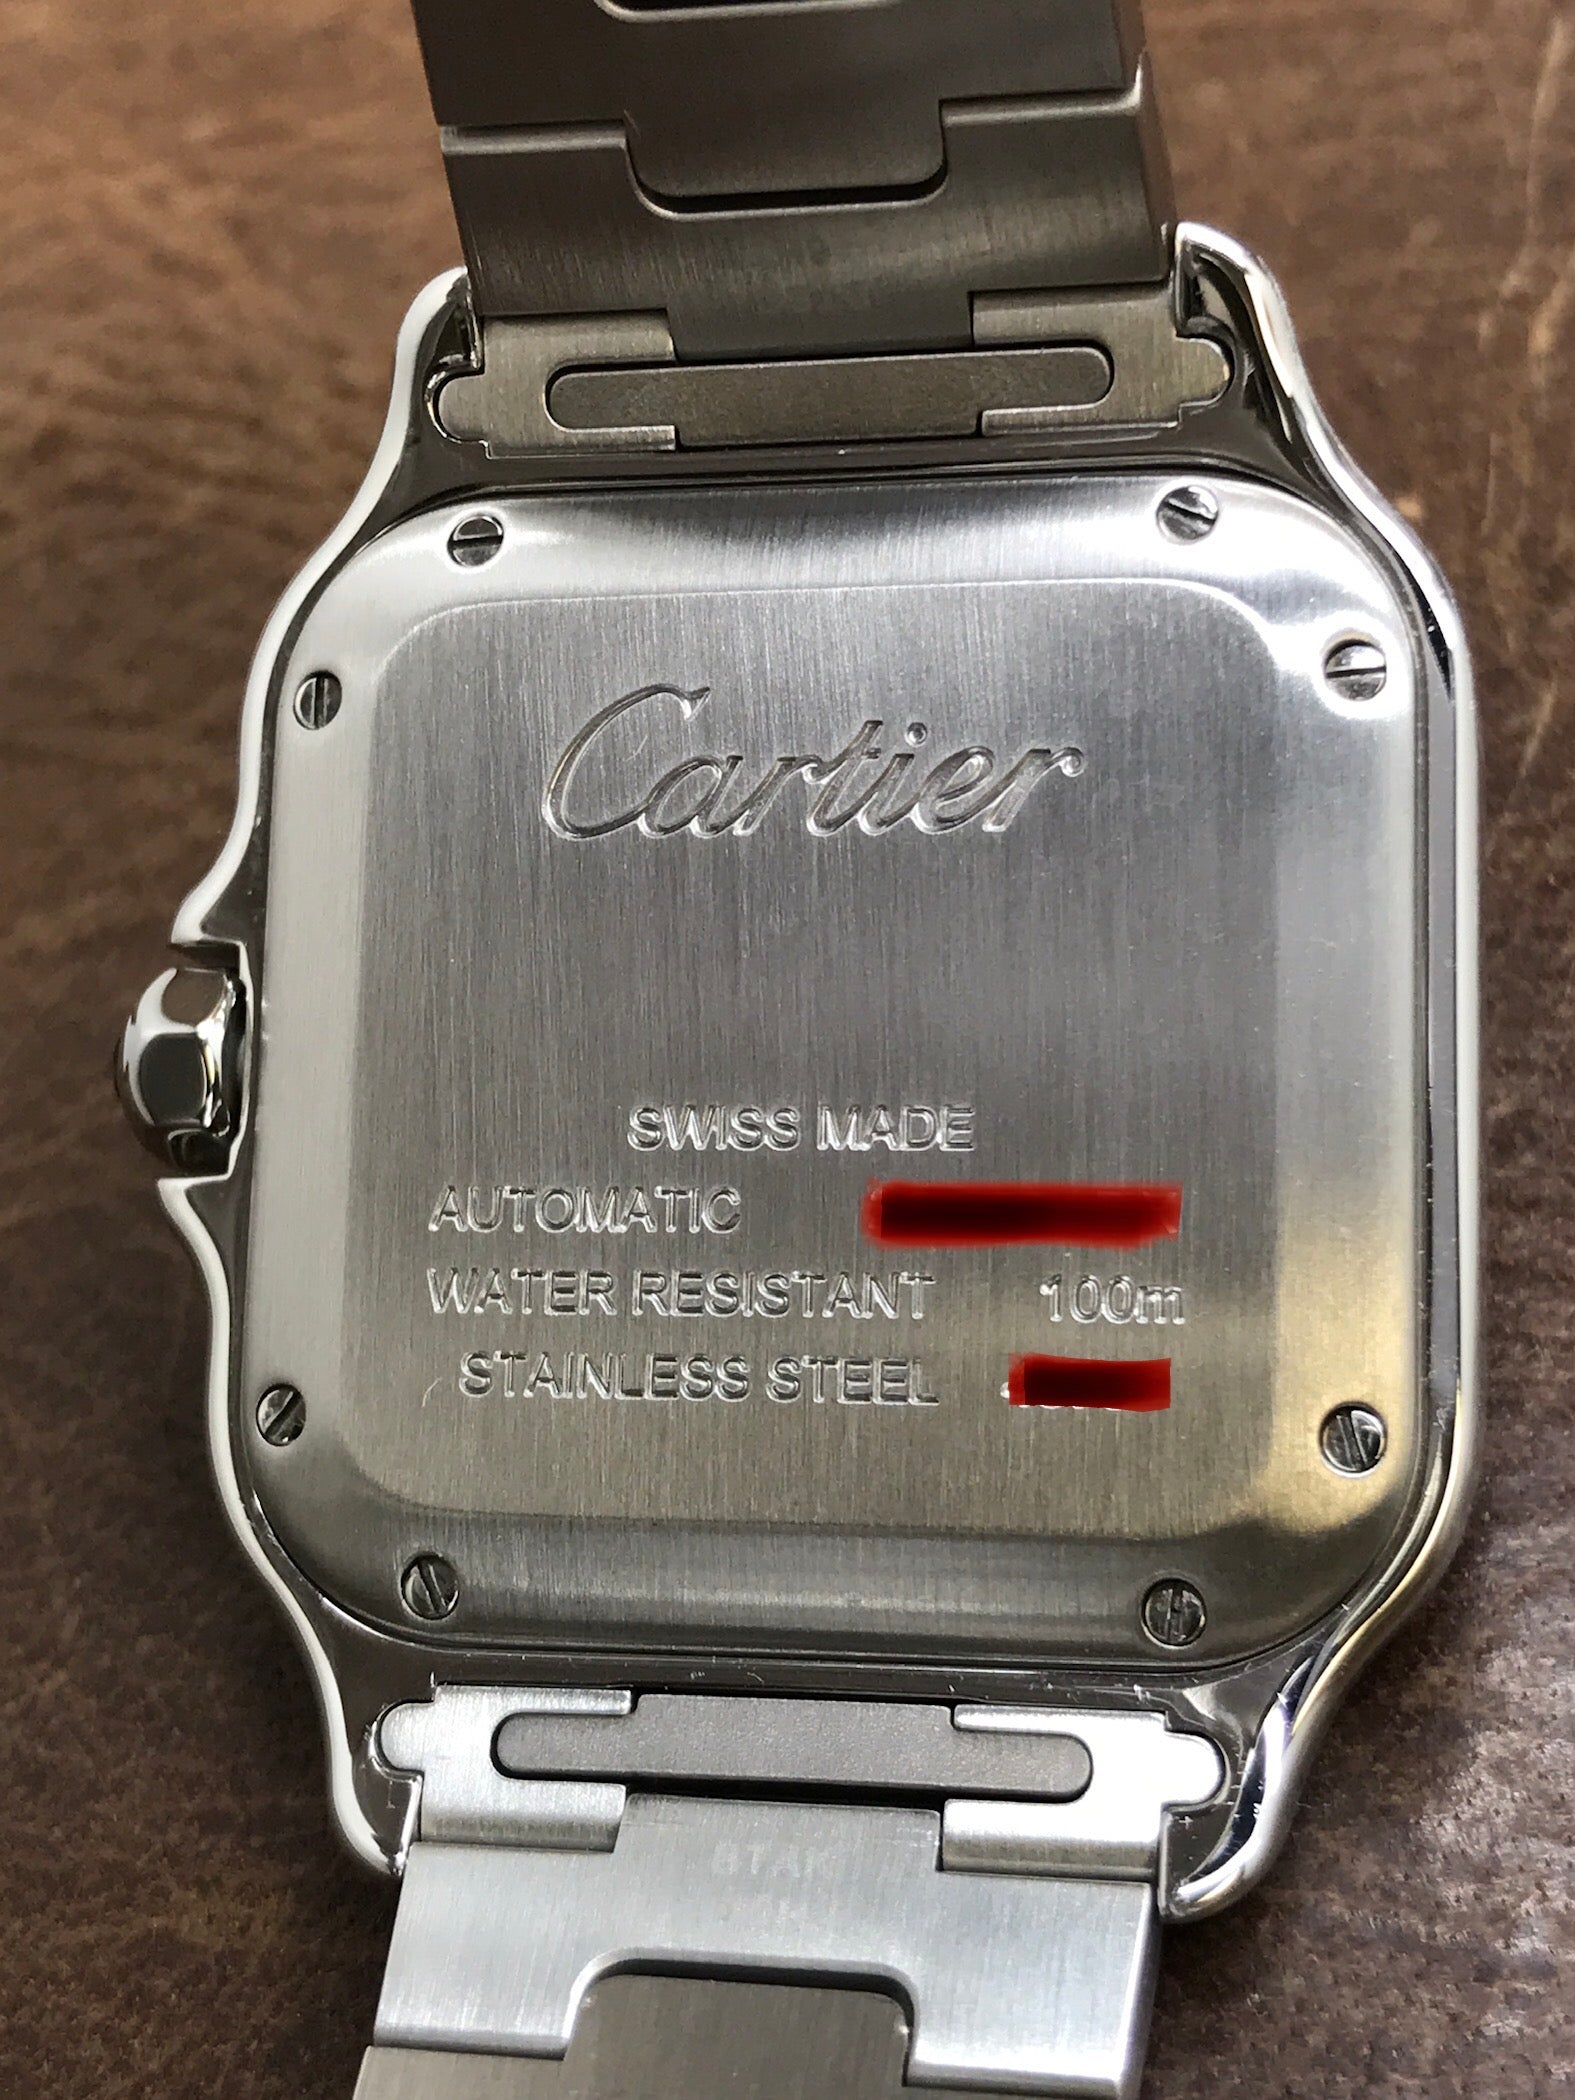 Cartier
SWISS MADE
AUTOMATIC
WATER RESISTANT 100m
STAINLESS STEEL